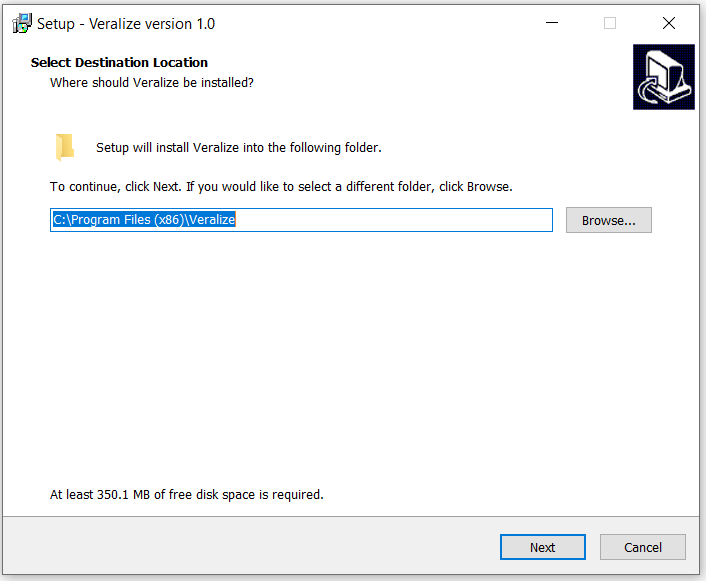 Setup - Veralize version 1.0
Select Destination Location
Where should Veralize be installed?
Setup will install Veralize into the following folder.
To continue, click Next. If you would like to select a different folder, click Browse.
C:\Program Files (x86)\Veralize
Browse...
At least 350.1 MB of free disk space is required.
Next
Cancel